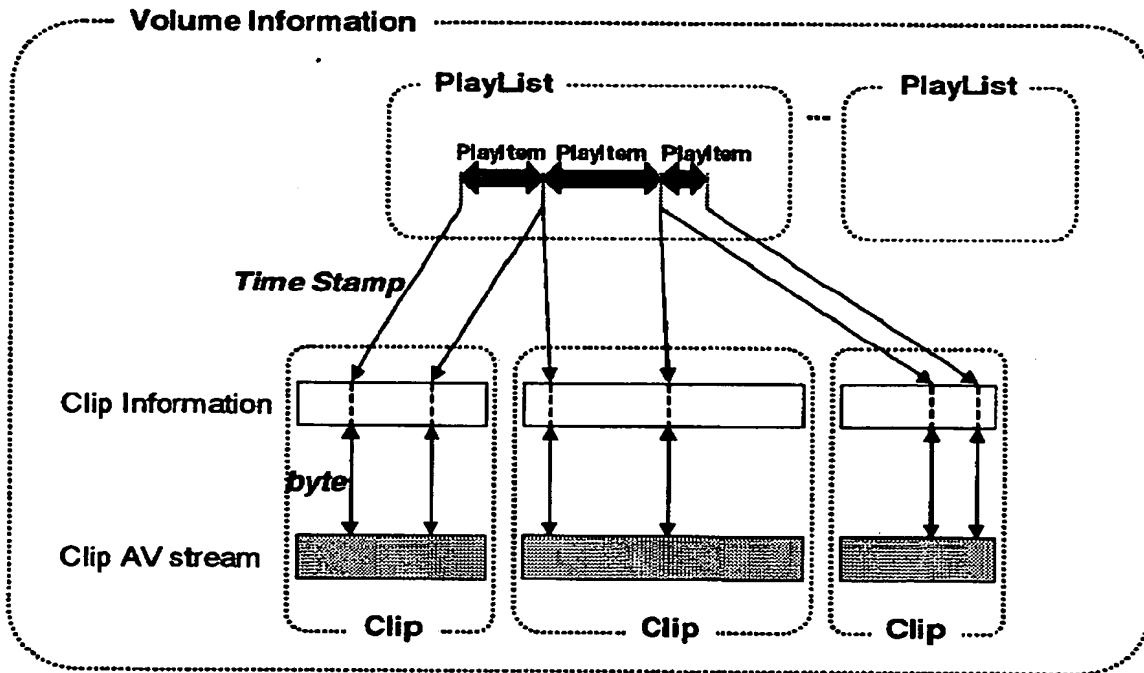 Volume Information
PlayList
PlayList
...
PlayItem PlayItem PlayItem
Time Stamp
Clip Information
byte
Clip AV stream
Clip
Clip
Clip